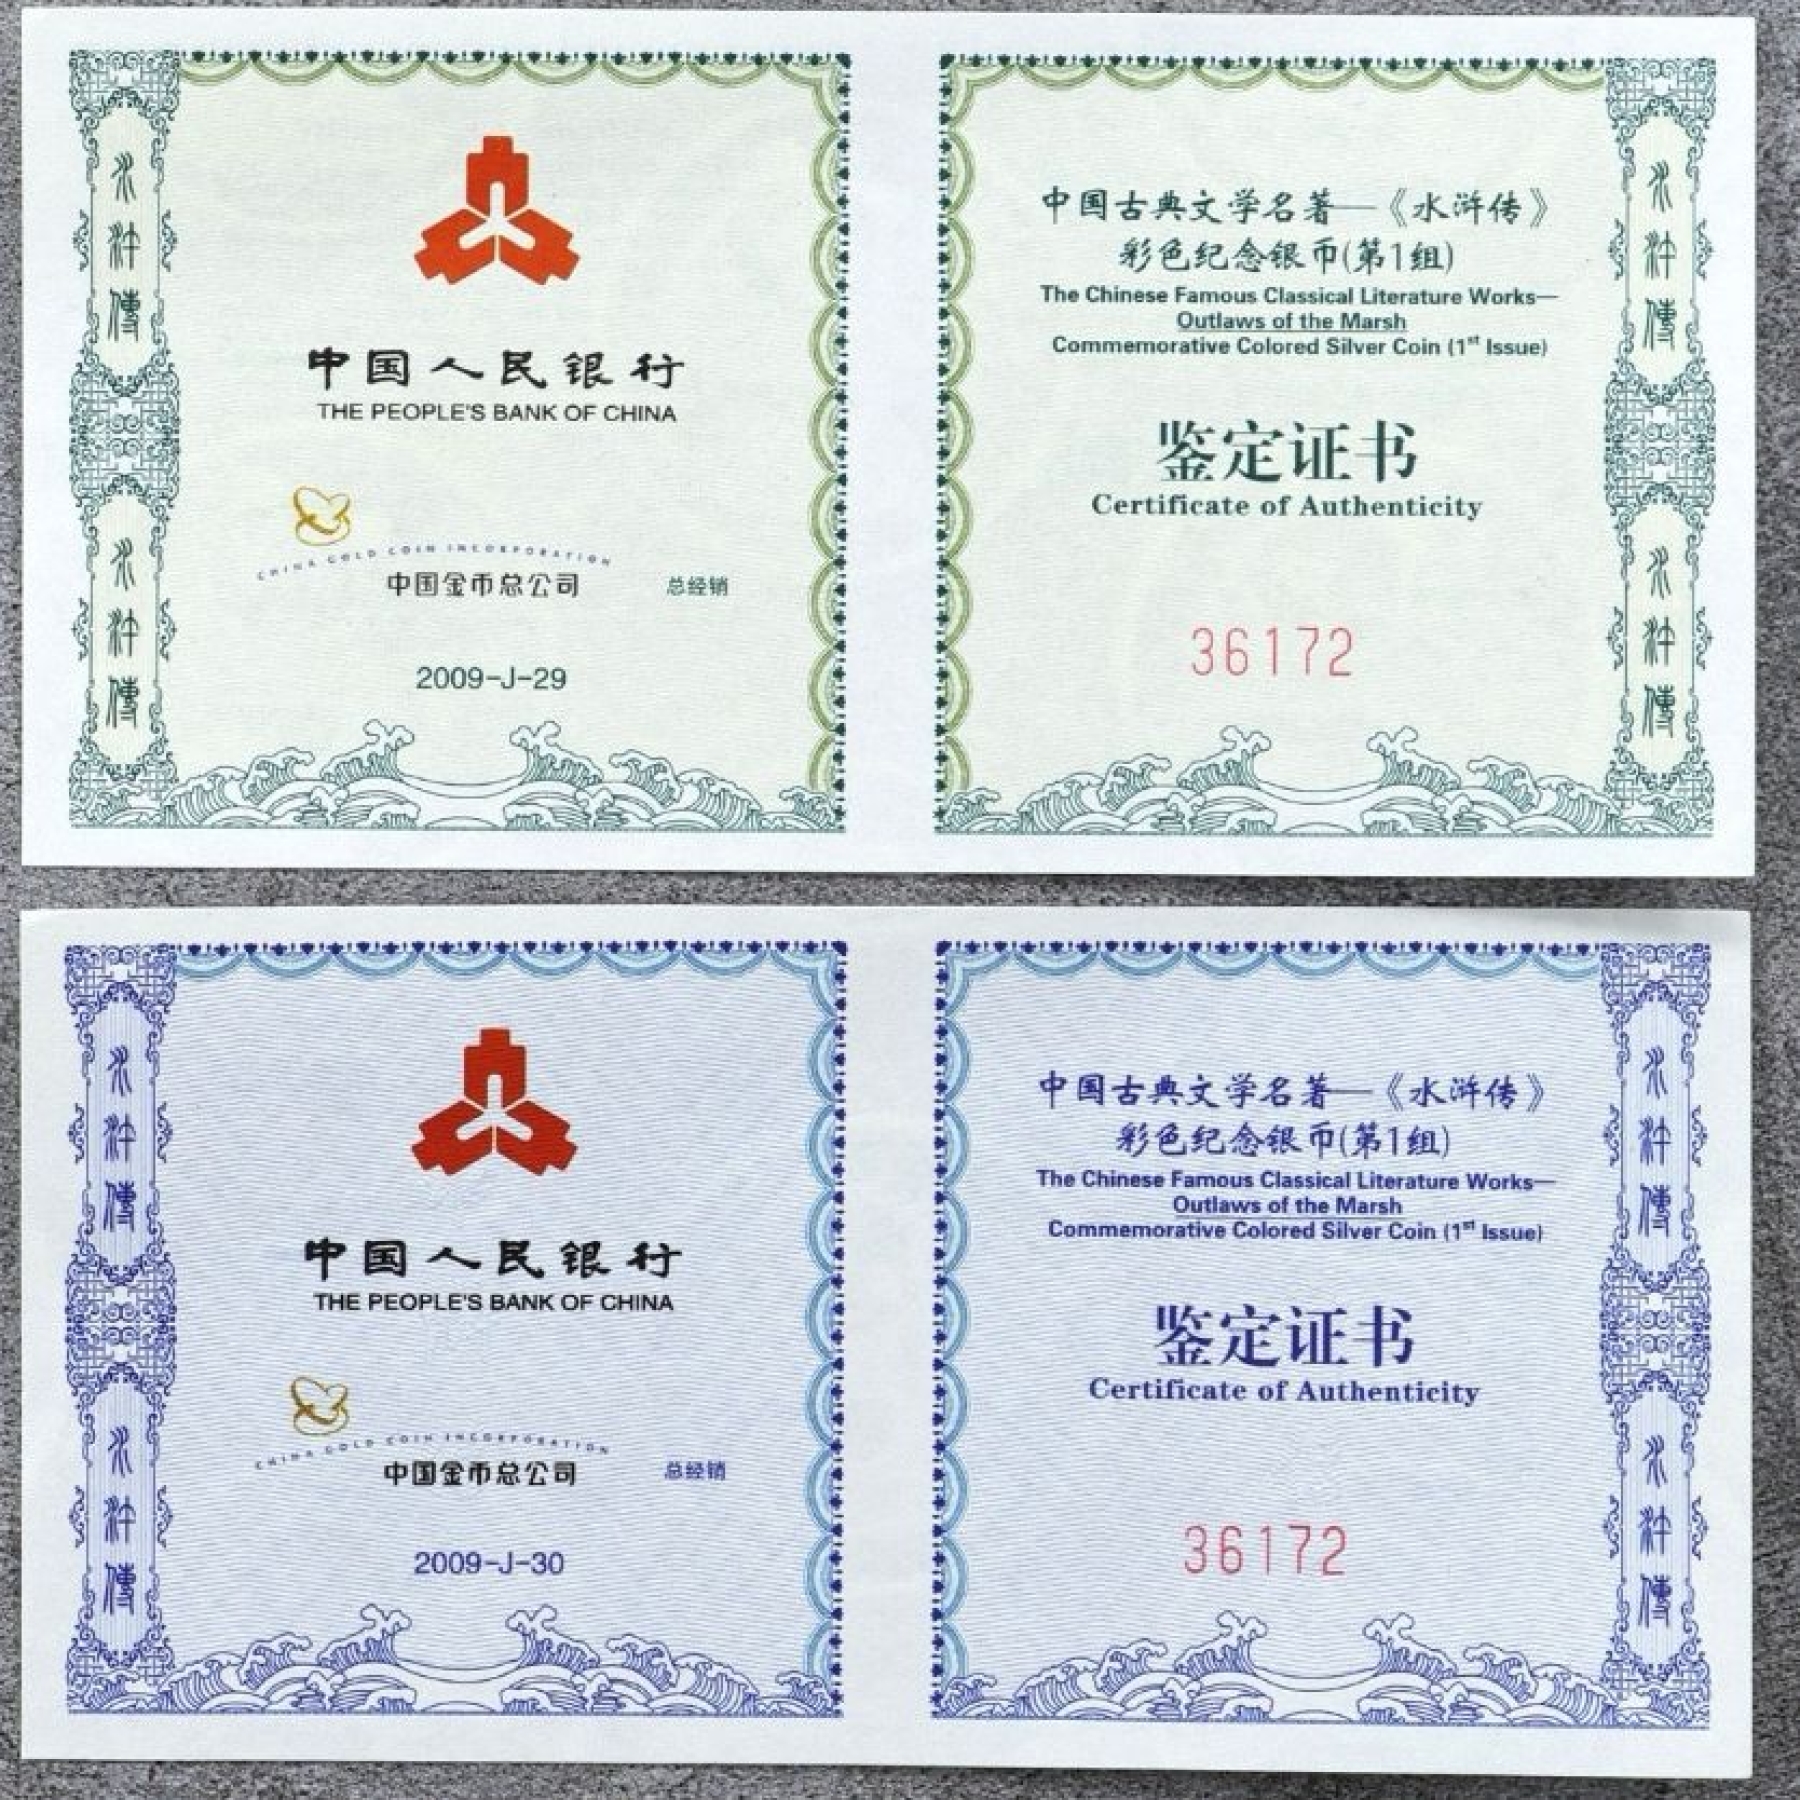 水
滸
傳
水
滸
傳
中国人民银行
THE PEOPLE'S BANK OF CHINA
CHINA GOLD COIN INCORPORATION
中国金币总公司 总经销
2009-J-29
中国古典文学名著—《水浒传》
彩色纪念银币(第1组)
The Chinese Famous Classical Literature Works—
Outlaws of the Marsh
Commemorative Colored Silver Coin (1st Issue)
鉴定证书
Certificate of Authenticity
36172
水
滸
傳
水
滸
傳
水
滸
傳
水
滸
傳
中国人民银行
THE PEOPLE'S BANK OF CHINA
CHINA GOLD COIN INCORPORATION
中国金币总公司 总经销
2009-J-30
中国古典文学名著—《水浒传》
彩色纪念银币(第1组)
The Chinese Famous Classical Literature Works—
Outlaws of the Marsh
Commemorative Colored Silver Coin (1st Issue)
鉴定证书
Certificate of Authenticity
36172
水
滸
傳
水
滸
傳